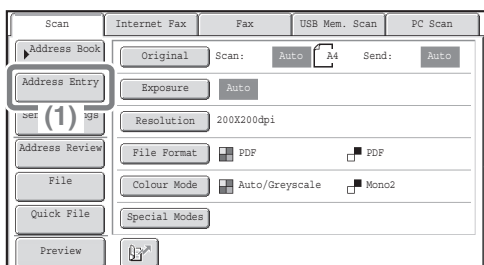 Scan Internet Fax Fax USB Mem. Scan PC Scan
Address Book Original Scan: Auto A4 Send: Auto
Address Entry Exposure Auto
(1) Resolution 200X200dpi
Address Review File Format PDF PDF
File Colour Mode Auto/Greyscale Mono2
Quick File Special Modes
Preview